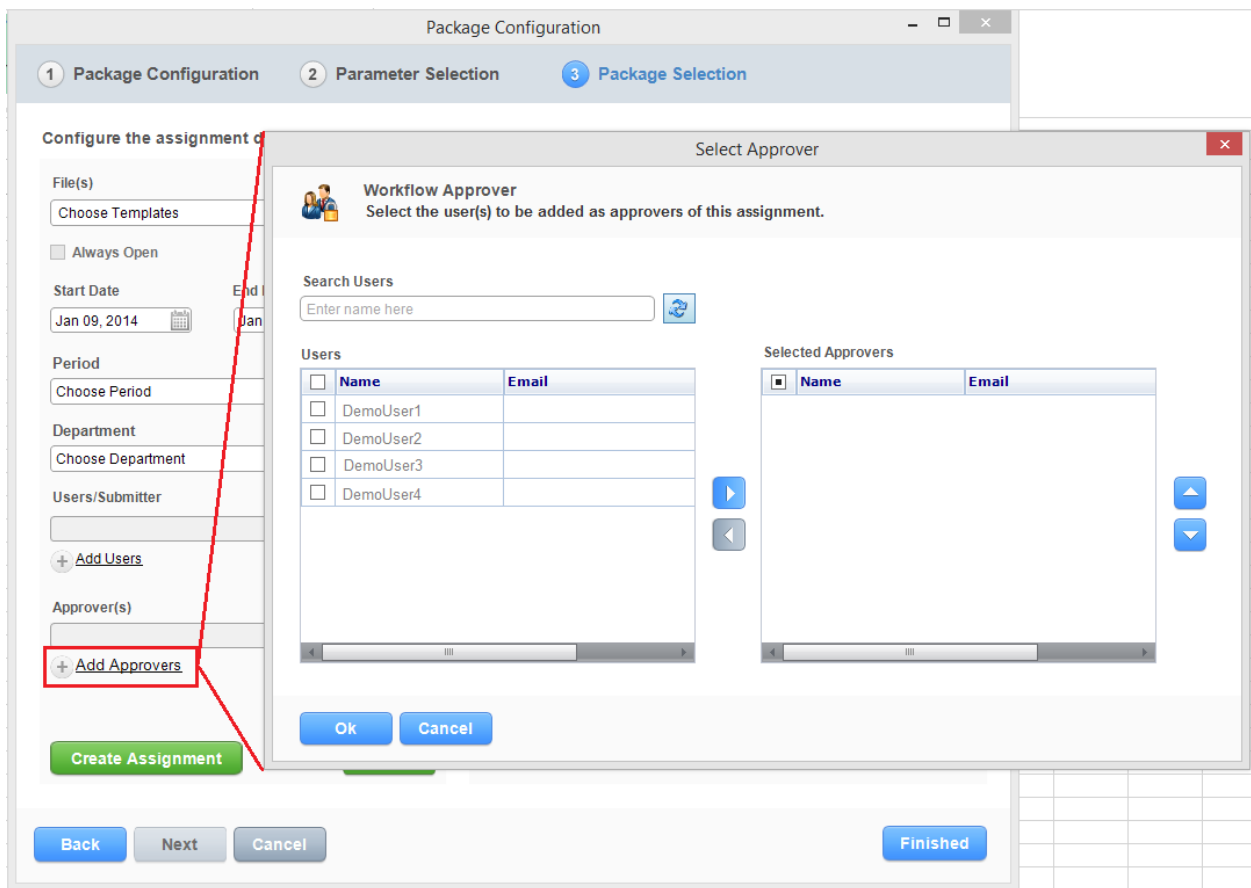 Package Configuration
1 Package Configuration
2 Parameter Selection
3 Package Selection
Configure the assignment d
File(s)
Choose Templates
Always Open
Start Date
End
Jan 09, 2014
Jan
Period
Choose Period
Department
Choose Department
Users/Submitter
Add Users
Approver(s)
Add Approvers
Create Assignment
Back
Next
Cancel
Finished
Select Approver
Workflow Approver
Select the user(s) to be added as approvers of this assignment.
Search Users
Enter name here
Users
Name Email
DemoUser1
DemoUser2
DemoUser3
DemoUser4
Selected Approvers
Name Email
Ok
Cancel